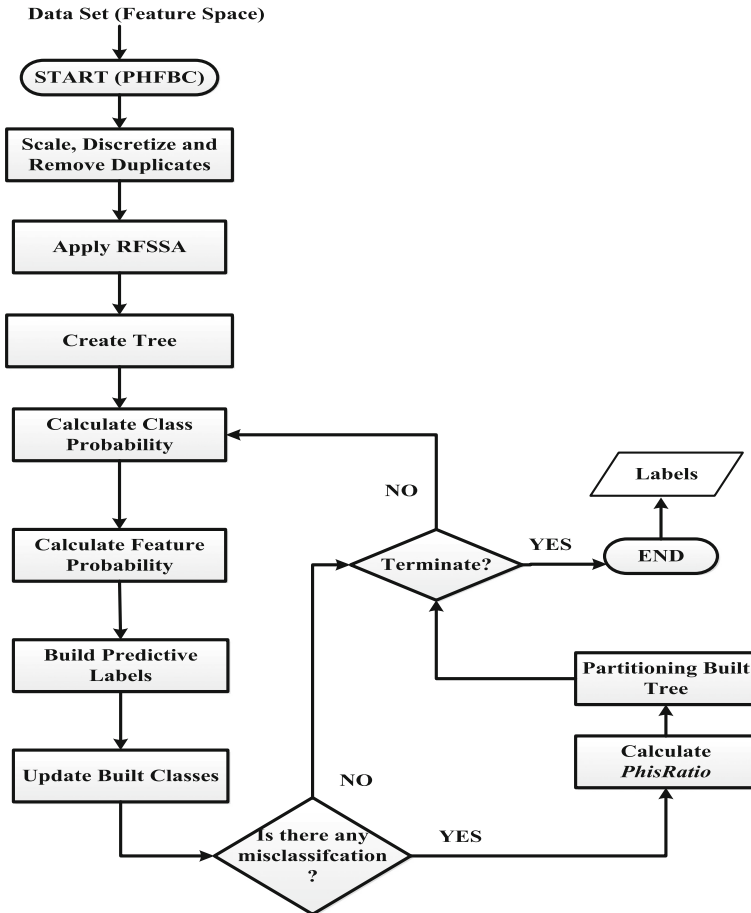 Data Set (Feature Space)
START (PHFBC)
Scale, Discretize and
Remove Duplicates
Apply RFSSA
Create Tree
Calculate Class
Probability
Calculate Feature
Probability
Build Predictive
Labels
Update Built Classes
Is there any
misclassifcation
?
NO
YES
Calculate
PhisRatio
Partitioning Built
Tree
Terminate?
NO
YES
END
Labels